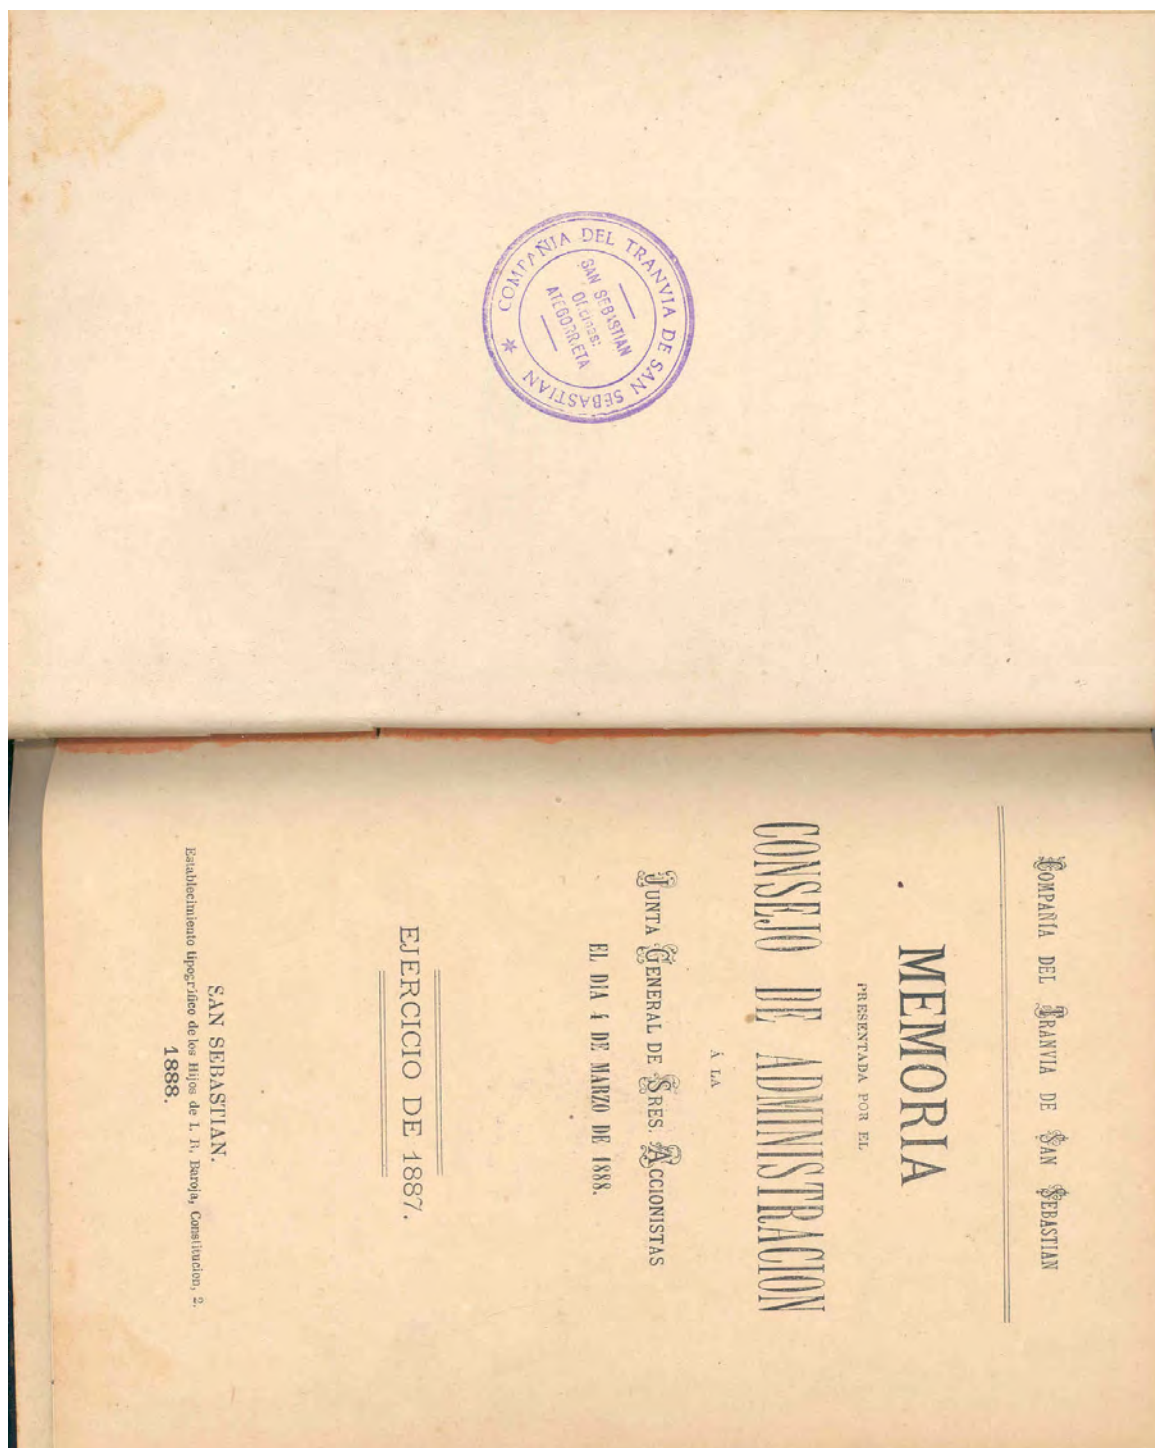 COMPAÑIA DEL TRANVIA DE SAN SEBASTIAN
SAN SEBASTIAN
Oficinas:
ATEGORRIETA
COMPAÑÍA DEL TRANVIA DE SAN SEBASTIAN
MEMORIA
PRESENTADA POR EL
CONSEJO DE ADMINISTRACION
Á LA
JUNTA GENERAL DE SRES. ACCIONISTAS
EL DIA 4 DE MARZO DE 1888.
EJERCICIO DE 1887.
SAN SEBASTIAN.
Establecimiento tipográfico de los Hijos de I. R. Baroja, Constitucion, 2.
1888.